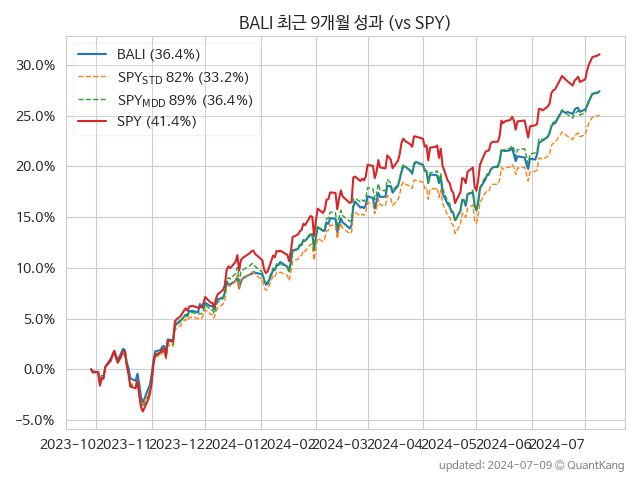 BALI 최근 9개월 성과 (vs SPY)
BALI (36.4%)
SPY_STD 82% (33.2%)
SPY_MDD 89% (36.4%)
SPY (41.4%)
30.0%
25.0%
20.0%
15.0%
10.0%
5.0%
0.0%
−5.0%
2023-10 2023-11 2023-12 2024-01 2024-02 2024-03 2024-04 2024-05 2024-06 2024-07
updated: 2024-07-09 © QuantKang